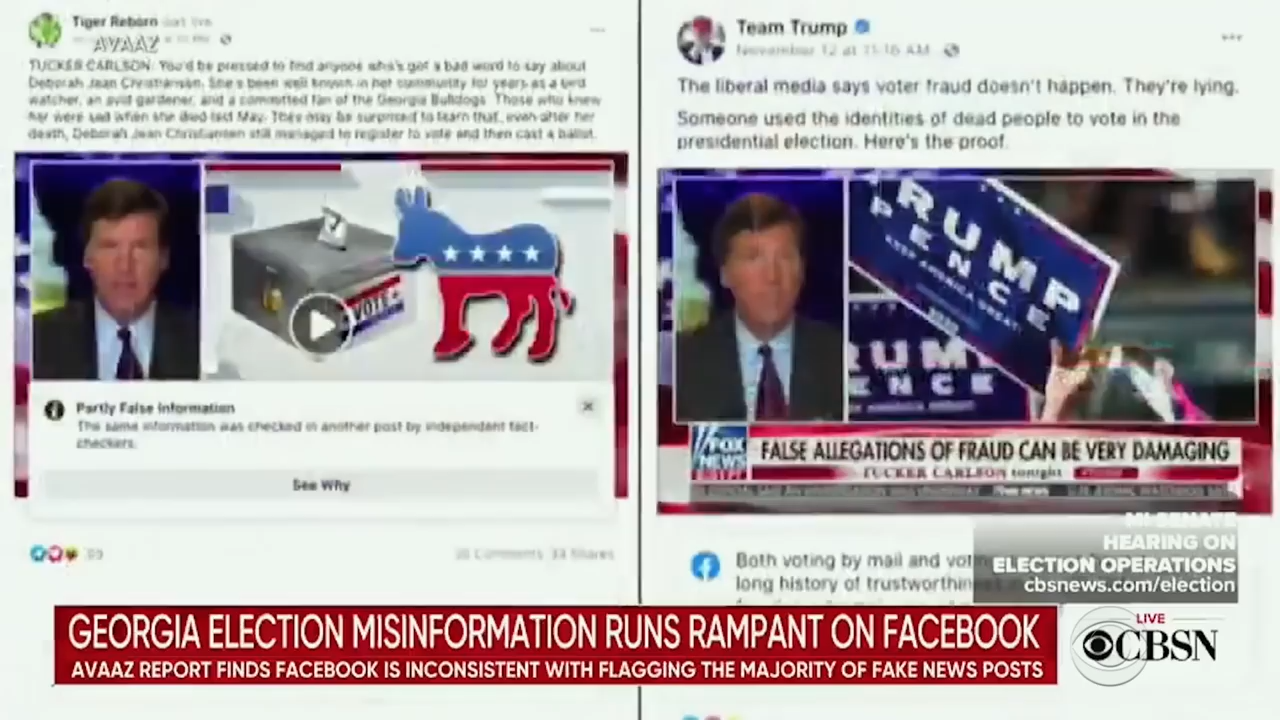 Tiger Reborn
AVAAZ
TUCKER CARLSON: You'd be pressed to find anyone who's got a bad word to say about
Deborah Jean Christiansen. She's been well known in her community for years as a bird
watcher, an avid gardener, and a committed fan of the Georgia Bulldogs. Those who knew
her were sad when she died last May. They may be surprised to learn that, even after her
death, Deborah Jean Christiansen still managed to register to vote and then cast a ballot.
VOTE
Partly False Information
The same information was checked in another post by independent fact-
checkers.
See Why
Comments 33 Shares
Team Trump
November 12 at 11:16 AM
The liberal media says voter fraud doesn't happen. They're lying.
Someone used the identities of dead people to vote in the
presidential election. Here's the proof.
TRUMP
PENCE
KEEP AMERICA GREAT!
RUM
ENCE
FOX
NEWS
FALSE ALLEGATIONS OF FRAUD CAN BE VERY DAMAGING
TUCKER CARLSON tonight
Both voting by mail and
long history of
MI SENATE
HEARING ON
ELECTION OPERATIONS
cbsnews.com/election
GEORGIA ELECTION MISINFORMATION RUNS RAMPANT ON FACEBOOK
AVAAZ REPORT FINDS FACEBOOK IS INCONSISTENT WITH FLAGGING THE MAJORITY OF FAKE NEWS POSTS
LIVE
CBSN